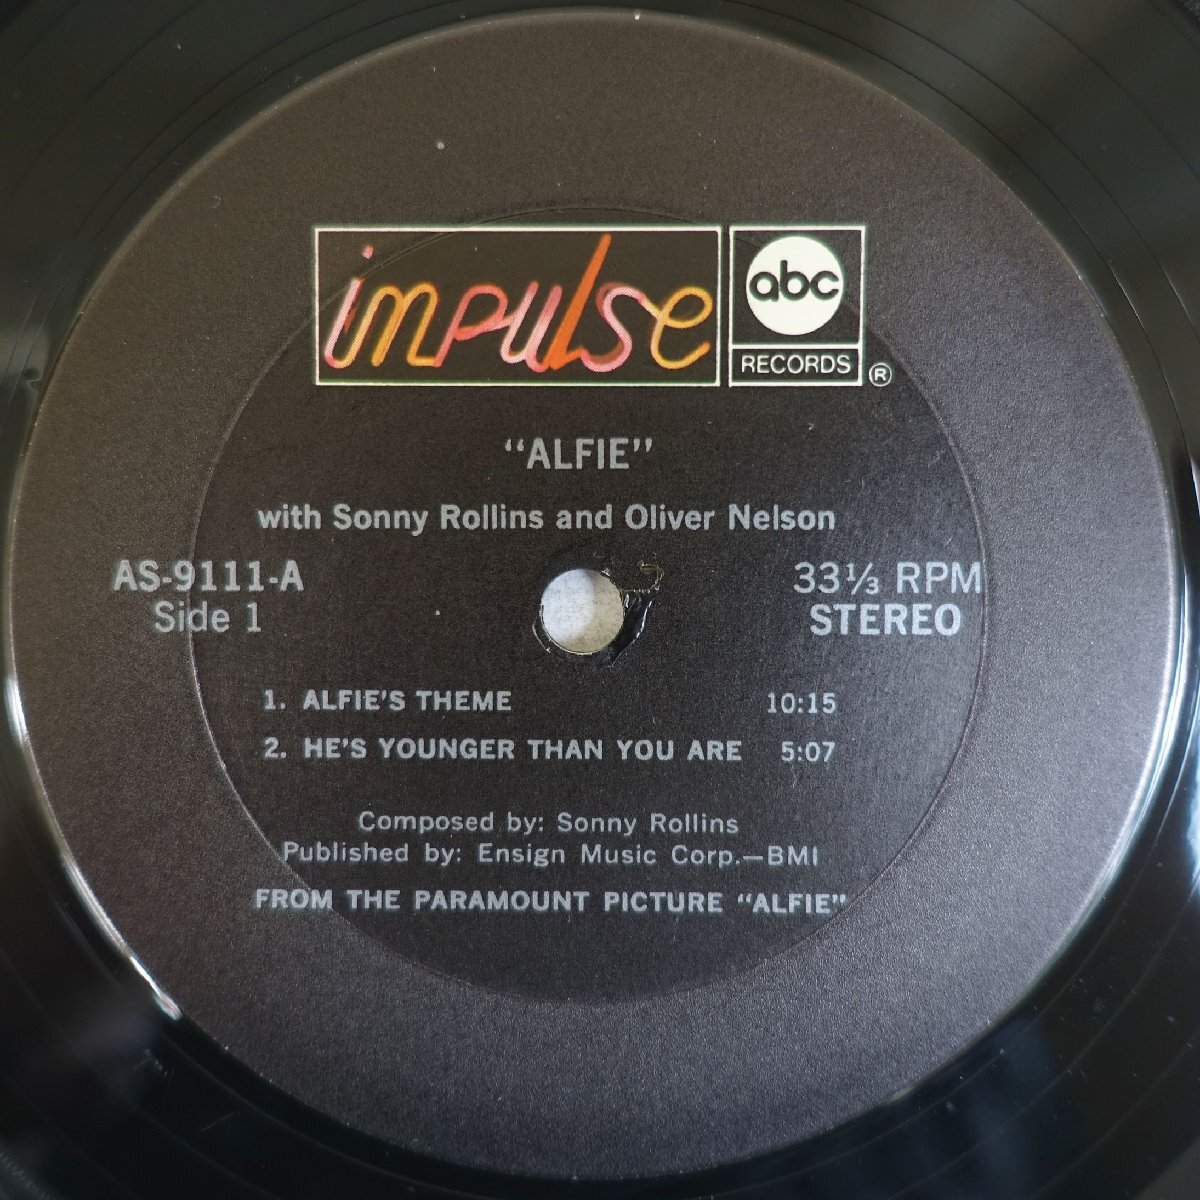 impulse
abc
RECORDS ®
“ALFIE”
with Sonny Rollins and Oliver Nelson
AS-9111-A
Side 1
33⅓ RPM
STEREO
1. ALFIE'S THEME 10:15
2. HE'S YOUNGER THAN YOU ARE 5:07
Composed by: Sonny Rollins
Published by: Ensign Music Corp.—BMI
FROM THE PARAMOUNT PICTURE “ALFIE”